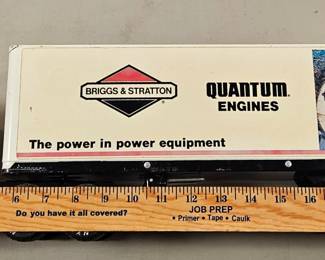 BRIGGS & STRATTON
QUANTUM
ENGINES
The power in power equipment
6 7 8 9 10 11 12 13 14 15 16
Do you have it all covered?
JOB PREP
• Primer • Tape • Caulk